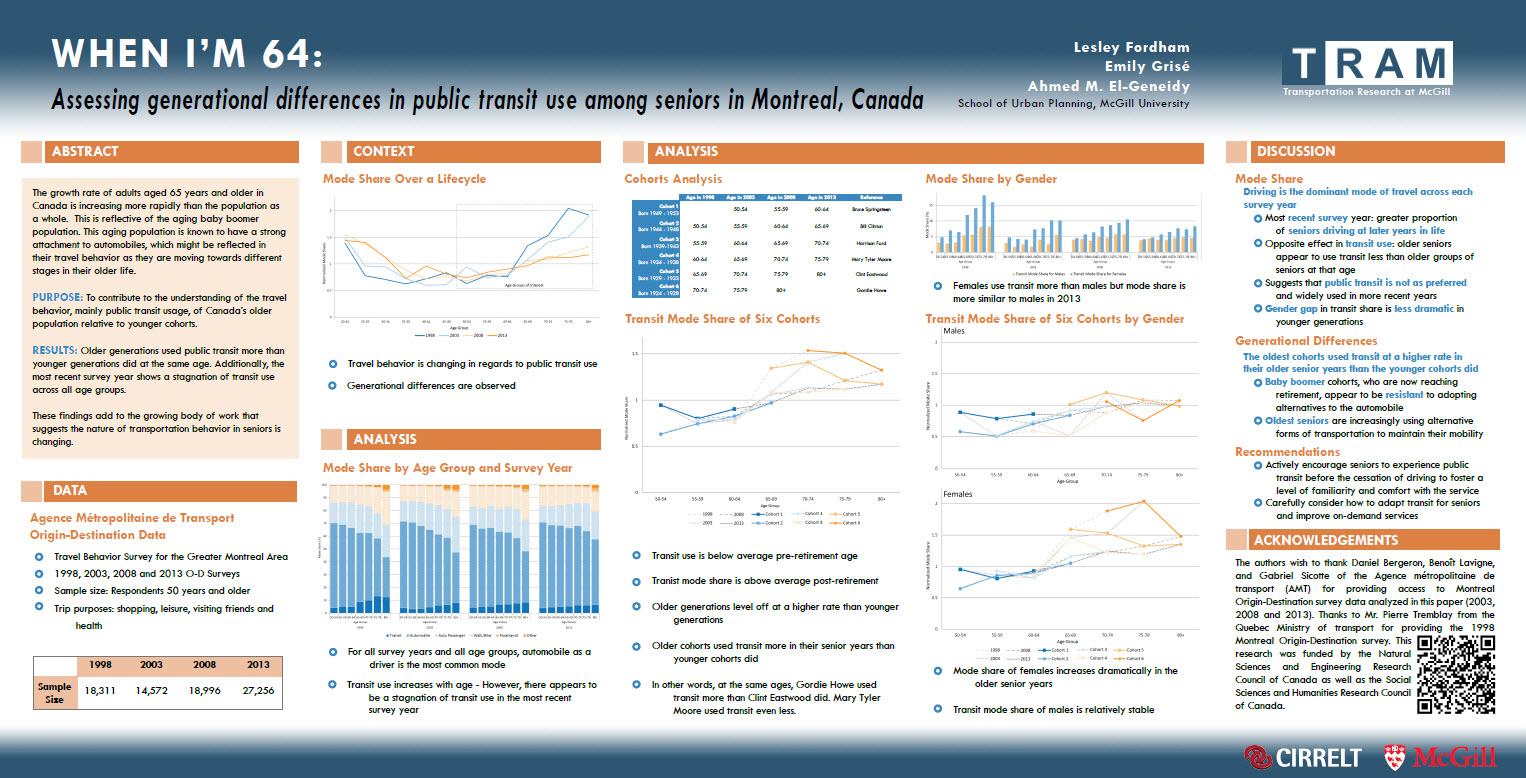 WHEN I'M 64:
Assessing generational differences in public transit use among seniors in Montreal, Canada
Lesley Fordham
Emily Grisé
Ahmed M. El-Geneidy
School of Urban Planning, McGill University
TRAM
Transportation Research at McGill
ABSTRACT
The growth rate of adults aged 65 years and older in
Canada is increasing more rapidly than the population as
a whole. This is reflective of the aging baby boomer
population. This aging population is known to have a strong
attachment to automobiles, which might be reflected in
their travel behavior as they are moving towards different
stages in their older life.
PURPOSE: To contribute to the understanding of the travel
behavior, mainly public transit usage, of Canada's older
population relative to younger cohorts.
RESULTS: Older generations used public transit more than
younger generations did at the same age. Additionally, the
most recent survey year shows a stagnation of transit use
across all age groups.
These findings add to the growing body of work that
suggests the nature of transportation behavior in seniors is
changing.
DATA
Agence Métropolitaine de Transport
Origin-Destination Data
Travel Behavior Survey for the Greater Montreal Area
1998, 2003, 2008 and 2013 O-D Surveys
Sample size: Respondents 50 years and older
Trip purposes: shopping, leisure, visiting friends and
health
1998 2003 2008 2013
Sample Size 18,311 14,572 18,996 27,256
CONTEXT
Mode Share Over a Lifecycle
Normalized Mode Share
Age Groups of Interest
Age Group
1998 2003 2008 2013
Travel behavior is changing in regards to public transit use
Generational differences are observed
ANALYSIS
Mode Share by Age Group and Survey Year
Age Group
1998 2003 2008 2013
Transit Automobile Auto Passenger Walk/Bike Paratransit Other
For all survey years and all age groups, automobile as a
driver is the most common mode
Transit use increases with age - However, there appears to
be a stagnation of transit use in the most recent
survey year
ANALYSIS
Cohorts Analysis
Age in 1998 Age in 2003 Age in 2008 Age in 2013 Reference
Cohort 1 Born 1949 - 1953 50-54 55-59 60-64 Bruce Springsteen
Cohort 2 Born 1944 - 1948 50-54 55-59 60-64 65-69 Bill Clinton
Cohort 3 Born 1939-1943 55-59 60-64 65-69 70-74 Harrison Ford
Cohort 4 Born 1934 - 1938 60-64 65-69 70-74 75-79 Mary Tyler Moore
Cohort 5 Born 1929 - 1933 65-69 70-74 75-79 80+ Clint Eastwood
Cohort 6 Born 1924 - 1928 70-74 75-79 80+ Gordie Howe
Transit Mode Share of Six Cohorts
Normalized Mode Share
1.5
1
0.5
0
50-54 55-59 60-64 65-69 70-74 75-79 80+
Age Group
1998 2008 Cohort 1 Cohort 3 Cohort 5
2003 2013 Cohort 2 Cohort 4 Cohort 6
Transit use is below average pre-retirement age
Tranist mode share is above average post-retirement
Older generations level off at a higher rate than younger
generations
Older cohorts used transit more in their senior years than
younger cohorts did
In other words, at the same ages, Gordie Howe used
transit more than Clint Eastwood did. Mary Tyler
Moore used transit even less.
Mode Share by Gender
Age Group
1998 2003 2008 2013
Transit Mode Share for Males Transit Mode Share for Females
Females use transit more than males but mode share is
more similar to males in 2013
Transit Mode Share of Six Cohorts by Gender
Males
Normalized Mode Share
2
1.5
1
0.5
0
50-54 55-59 60-64 65-69 70-74 75-79 80+
Age Group
Females
Normalized Mode Share
2
1.5
1
0.5
0
50-54 55-59 60-64 65-69 70-74 75-79 80+
Age Group
1998 2008 Cohort 1 Cohort 3 Cohort 5
2003 2013 Cohort 2 Cohort 4 Cohort 6
Mode share of females increases dramatically in the
older senior years
Transit mode share of males is relatively stable
DISCUSSION
Mode Share
Driving is the dominant mode of travel across each
survey year
Most recent survey year: greater proportion
of seniors driving at later years in life
Opposite effect in transit use: older seniors
appear to use transit less than older groups of
seniors at that age
Suggests that public transit is not as preferred
and widely used in more recent years
Gender gap in transit share is less dramatic in
younger generations
Generational Differences
The oldest cohorts used transit at a higher rate in
their older senior years than the younger cohorts did
Baby boomer cohorts, who are now reaching
retirement, appear to be resistant to adopting
alternatives to the automobile
Oldest seniors are increasingly using alternative
forms of transportation to maintain their mobility
Recommendations
Actively encourage seniors to experience public
transit before the cessation of driving to foster a
level of familiarity and comfort with the service
Carefully consider how to adapt transit for seniors
and improve on-demand services
ACKNOWLEDGEMENTS
The authors wish to thank Daniel Bergeron, Benoît Lavigne,
and Gabriel Sicotte of the Agence métropolitaine de
transport (AMT) for providing access to Montreal
Origin-Destination survey data analyzed in this paper (2003,
2008 and 2013). Thanks to Mr. Pierre Tremblay from the
Quebec Ministry of transport for providing the 1998
Montreal Origin-Destination survey. This
research was funded by the Natural
Sciences and Engineering Research
Council of Canada as well as the Social
Sciences and Humanities Research Council
of Canada.
CIRRELT
McGill